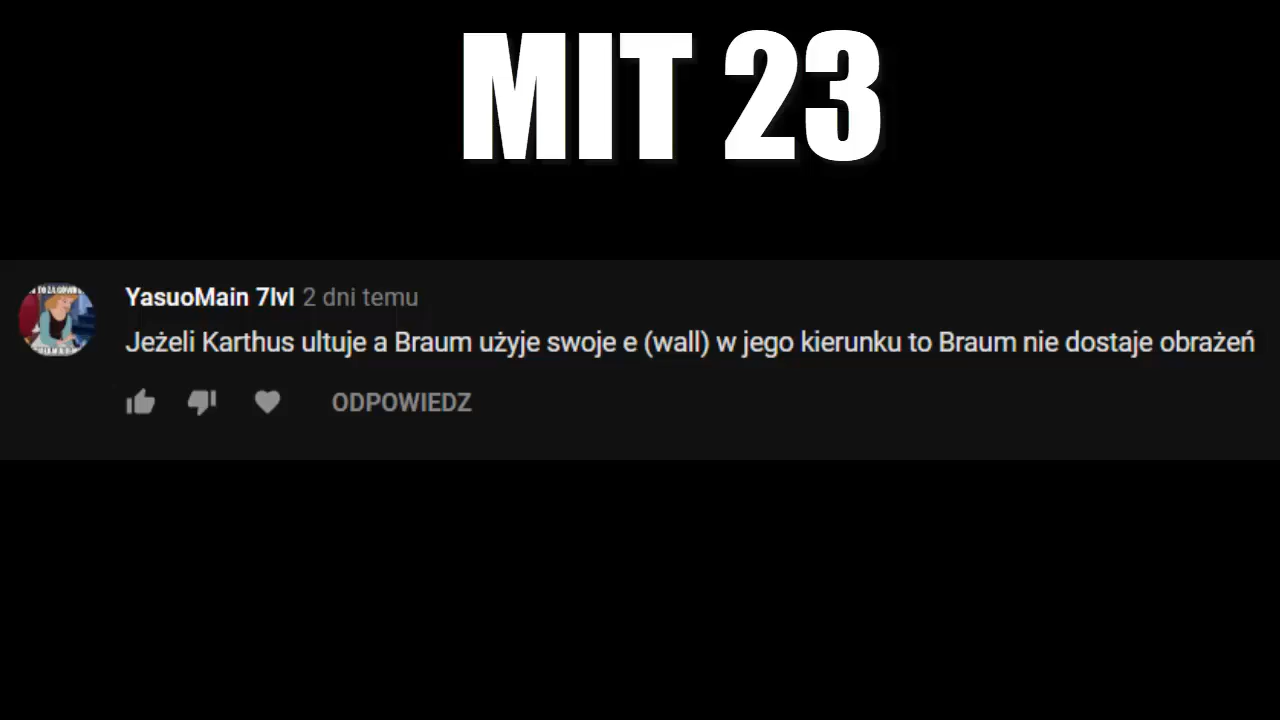 MIT 23
YasuoMain 7lvl 2 dni temu
Jeżeli Karthus ultuje a Braum użyje swoje e (wall) w jego kierunku to Braum nie dostaje obrażeń
ODPOWIEDZ